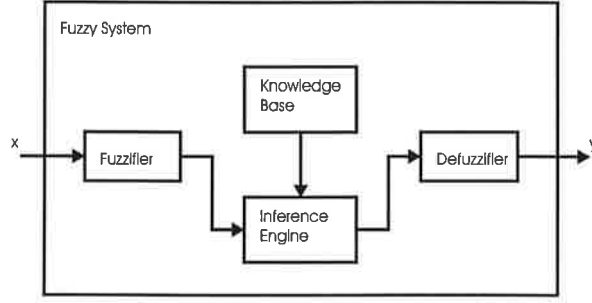 Fuzzy System
Knowledge
Base
x
Fuzzifier
Defuzzifier
y
Inference
Engine